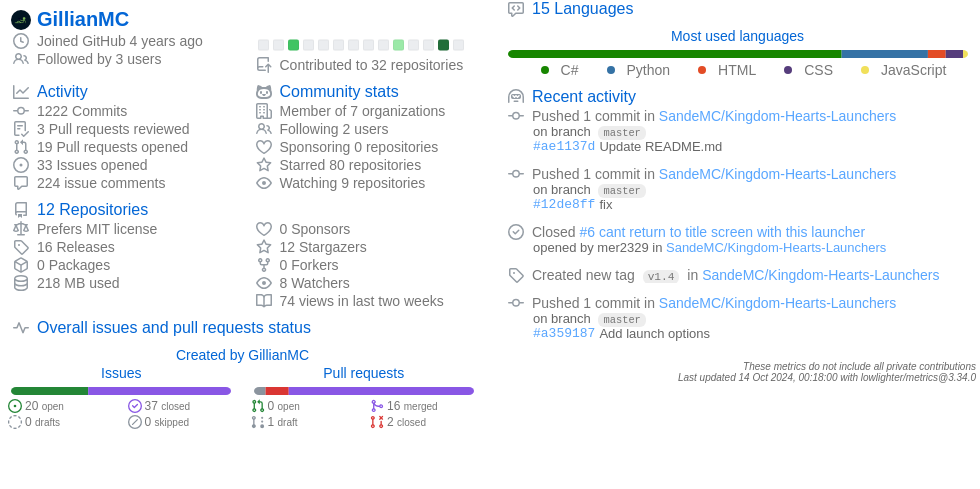 GillianMC
Joined GitHub 4 years ago
Followed by 3 users
Contributed to 32 repositories
Activity
1222 Commits
3 Pull requests reviewed
19 Pull requests opened
33 Issues opened
224 issue comments
Community stats
Member of 7 organizations
Following 2 users
Sponsoring 0 repositories
Starred 80 repositories
Watching 9 repositories
12 Repositories
Prefers MIT license
16 Releases
0 Packages
218 MB used
0 Sponsors
12 Stargazers
0 Forkers
8 Watchers
74 views in last two weeks
Overall issues and pull requests status
Created by GillianMC
Issues
20 open
37 closed
0 drafts
0 skipped
Pull requests
0 open
16 merged
1 draft
2 closed
15 Languages
Most used languages
C# Python HTML CSS JavaScript
Recent activity
Pushed 1 commit in SandeMC/Kingdom-Hearts-Launchers
on branch master
#ae1137d Update README.md
Pushed 1 commit in SandeMC/Kingdom-Hearts-Launchers
on branch master
#12de8ff fix
Closed #6 cant return to title screen with this launcher
opened by mer2329 in SandeMC/Kingdom-Hearts-Launchers
Created new tag v1.4 in SandeMC/Kingdom-Hearts-Launchers
Pushed 1 commit in SandeMC/Kingdom-Hearts-Launchers
on branch master
#a359187 Add launch options
These metrics do not include all private contributions
Last updated 14 Oct 2024, 00:18:00 with lowlighter/metrics@3.34.0